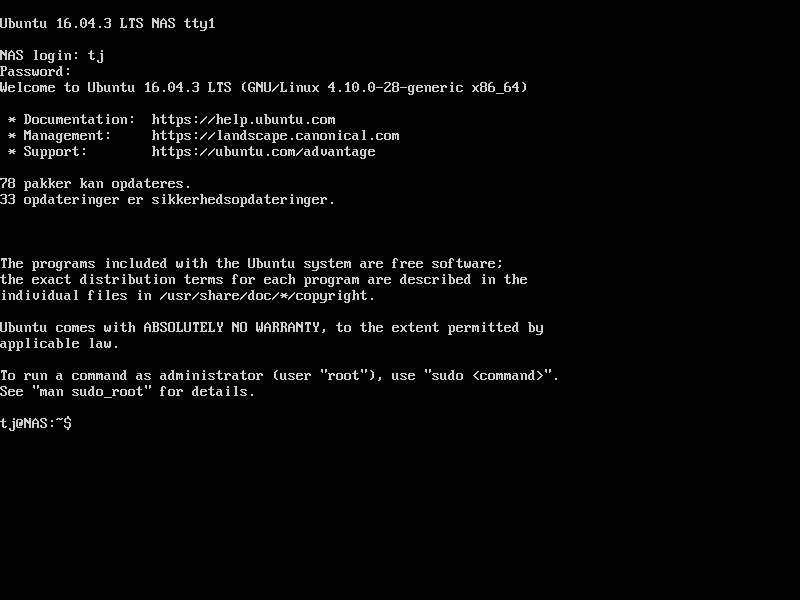 Ubuntu 16.04.3 LTS NAS tty1
NAS login: tj
Password:
Welcome to Ubuntu 16.04.3 LTS (GNU/Linux 4.10.0-28-generic x86_64)
* Documentation:  https://help.ubuntu.com
* Management:     https://landscape.canonical.com
* Support:        https://ubuntu.com/advantage
78 pakker kan opdateres.
33 opdateringer er sikkerhedsopdateringer.
The programs included with the Ubuntu system are free software;
the exact distribution terms for each program are described in the
individual files in /usr/share/doc/*/copyright.
Ubuntu comes with ABSOLUTELY NO WARRANTY, to the extent permitted by
applicable law.
To run a command as administrator (user "root"), use "sudo <command>".
See "man sudo_root" for details.
tj@NAS:~$